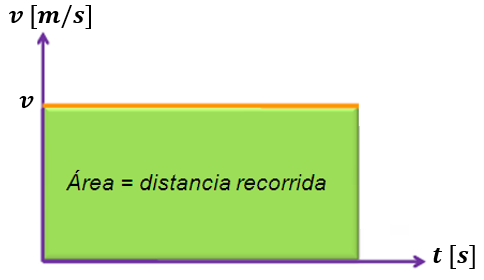 v [m/s]
v
Área = distancia recorrida
t [s]